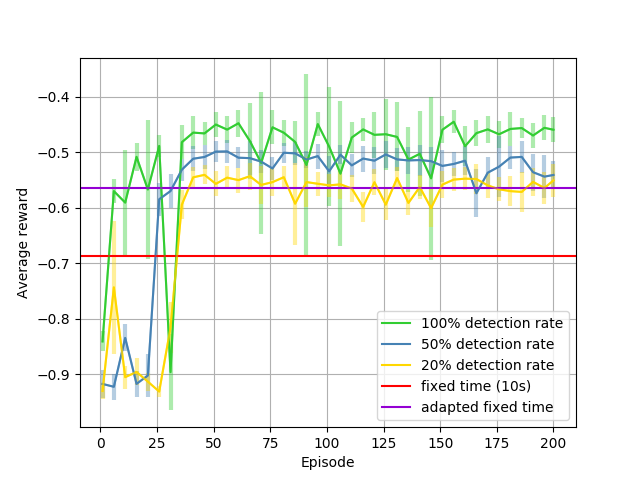 −0.4
−0.5
−0.6
−0.7
−0.8
−0.9
Average reward
0
25
50
75
100
125
150
175
200
Episode
100% detection rate
50% detection rate
20% detection rate
fixed time (10s)
adapted fixed time